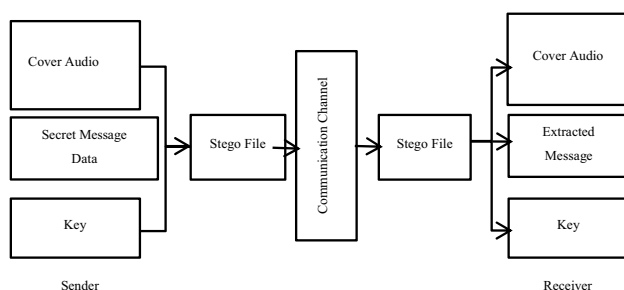 Cover Audio
Secret Message
Data
Key
Sender
Stego File
Communication Channel
Stego File
Cover Audio
Extracted
Message
Key
Receiver